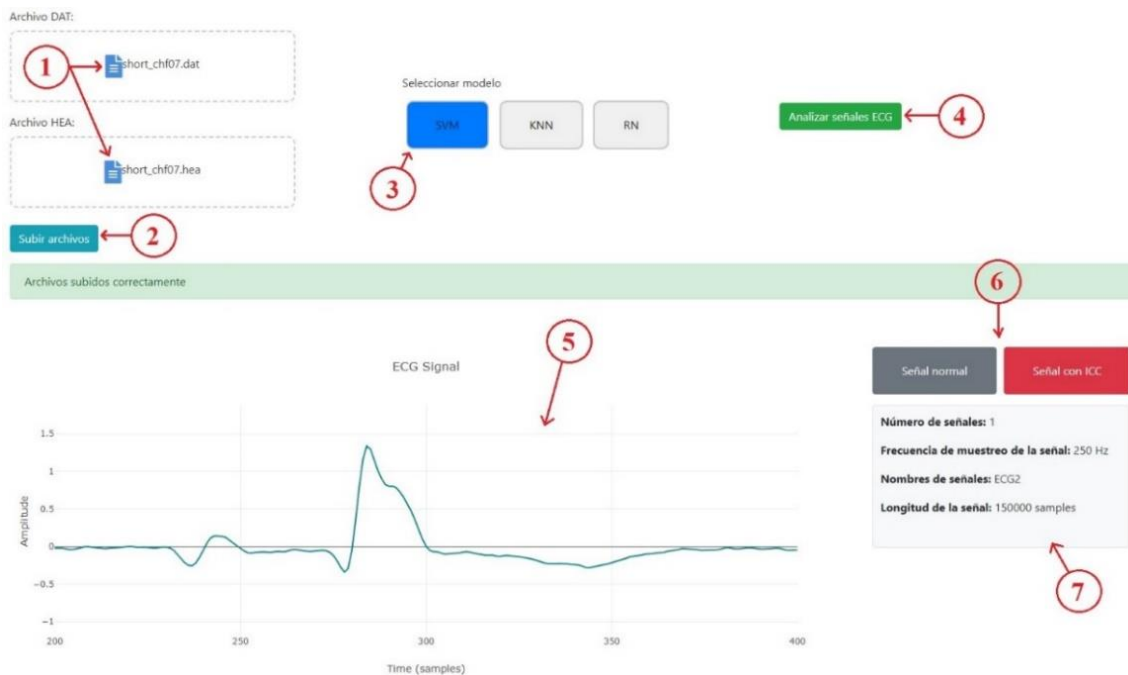 Archivo DAT:
1
short_chf07.dat
Archivo HEA:
short_chf07.hea
Subir archivos
2
Seleccionar modelo
SVM
KNN
RN
3
Analizar señales ECG
4
Archivos subidos correctamente
5
ECG Signal
1.5
1
0.5
0
−0.5
−1
Amplitude
200
250
300
350
400
Time (samples)
6
Señal normal
Señal con ICC
Número de señales: 1
Frecuencia de muestreo de la señal: 250 Hz
Nombres de señales: ECG2
Longitud de la señal: 150000 samples
7